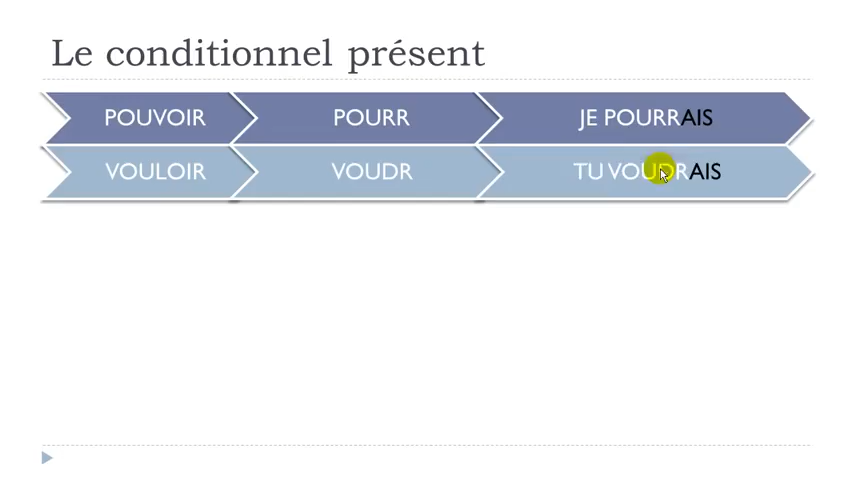 Le conditionnel présent
POUVOIR POURR JE POURRAIS
VOULOIR VOUDR TU VOUDRAIS